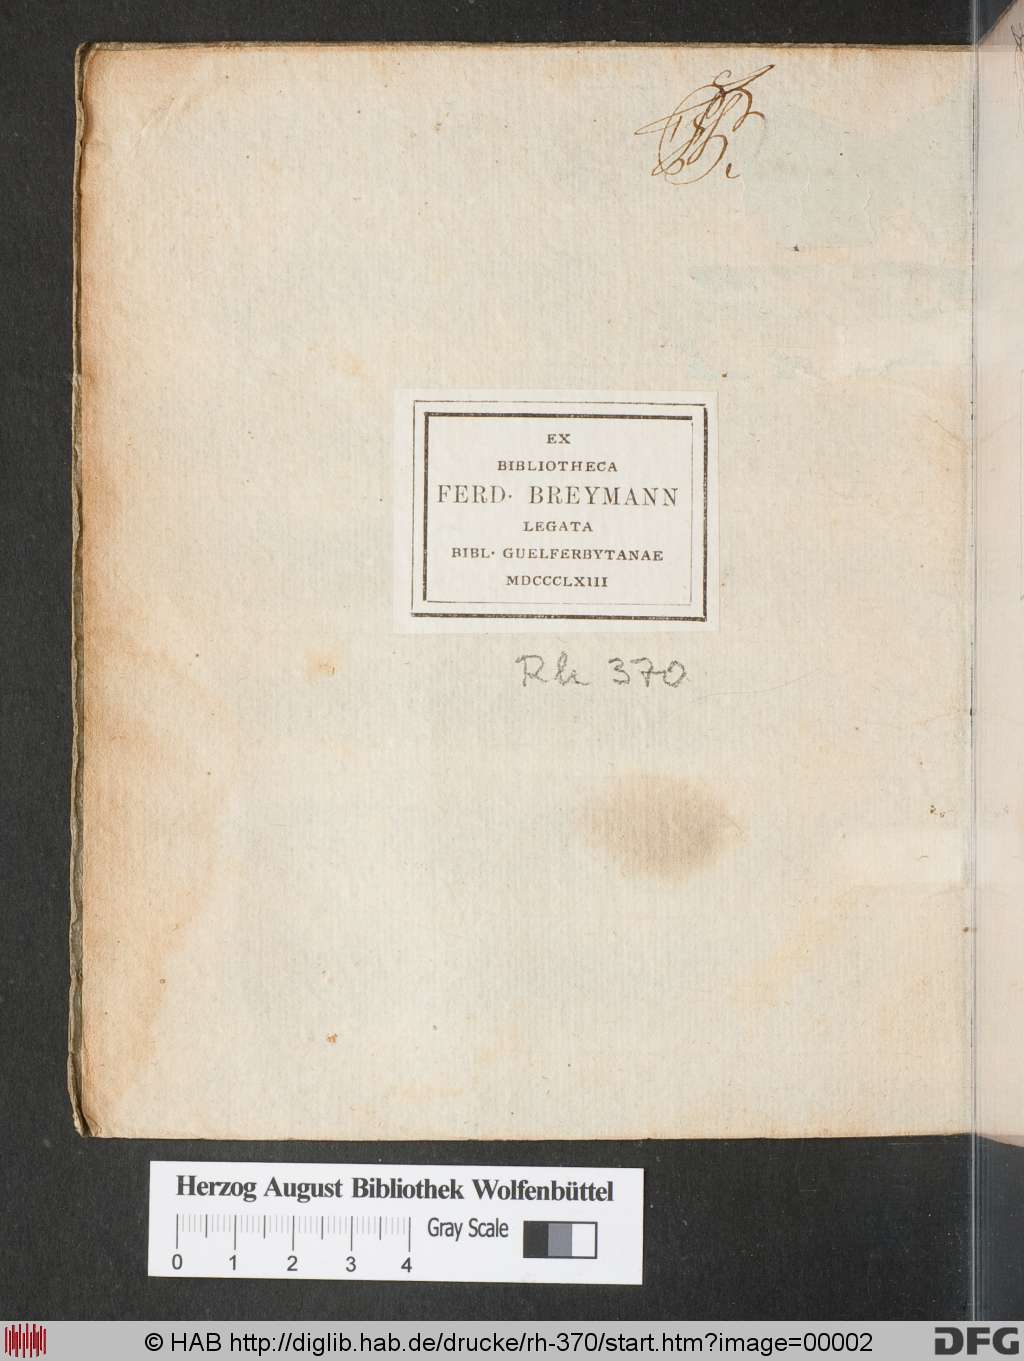 EX
BIBLIOTHECA
FERD· BREYMANN
LEGATA
BIBL· GUELFERBYTANAE
MDCCCLXIII
Rh 370
Herzog August Bibliothek Wolfenbüttel
Gray Scale
0 1 2 3 4
© HAB http://diglib.hab.de/drucke/rh-370/start.htm?image=00002
DFG